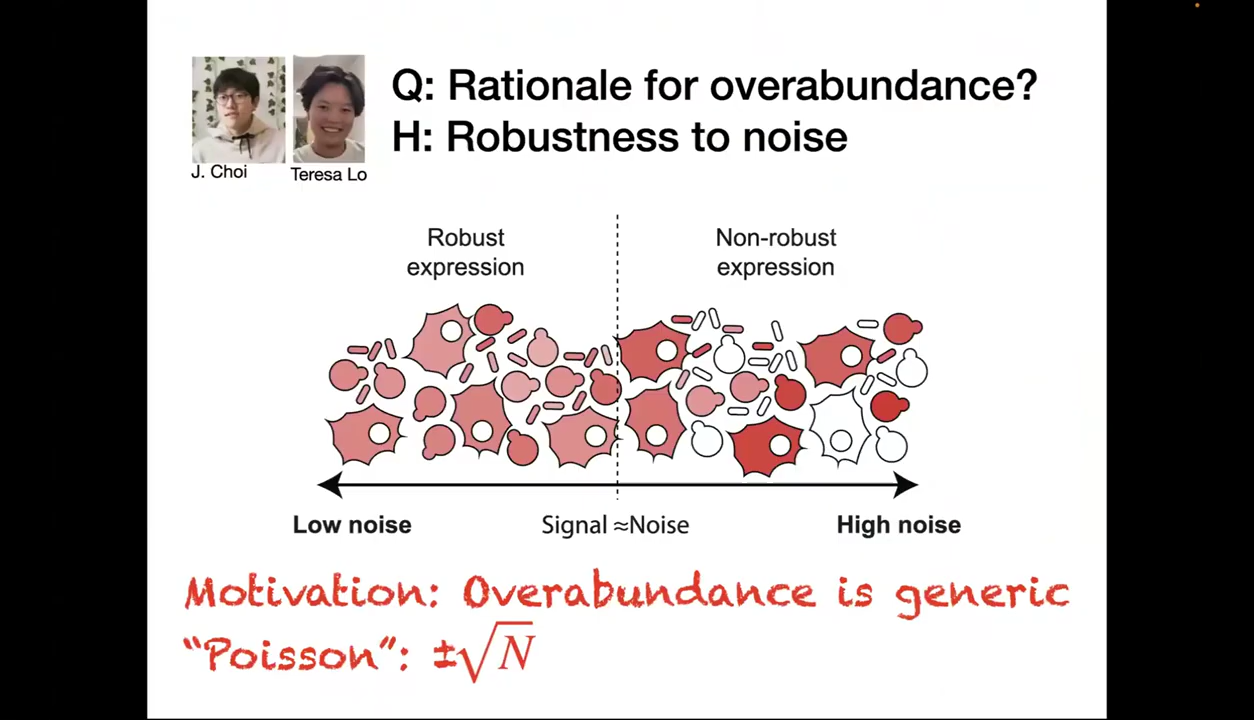 Q: Rationale for overabundance?
H: Robustness to noise
J. Choi
Teresa Lo
Robust
expression
Non-robust
expression
Low noise
Signal ≈Noise
High noise
Motivation: Overabundance is generic
“Poisson”: ±√N